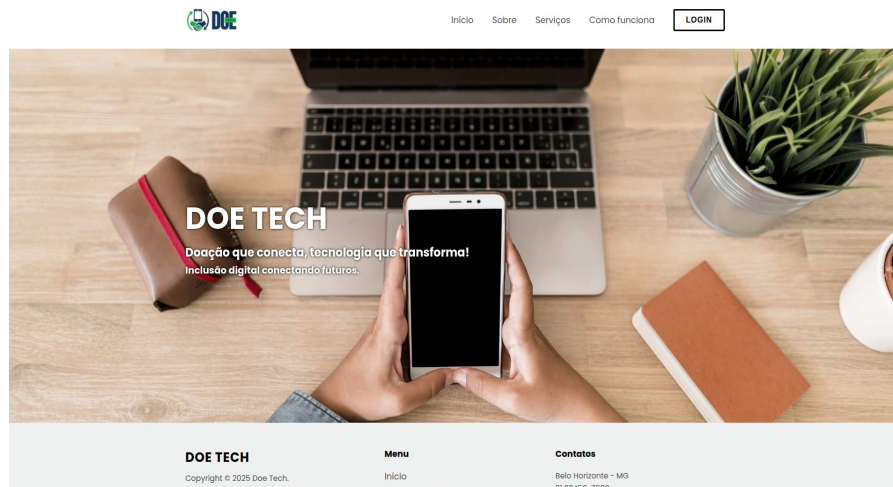 DOE
Início
Sobre
Serviços
Como funciona
LOGIN
DOE TECH
Doação que conecta, tecnologia que transforma!
Inclusão digital conectando futuros.
DOE TECH
Copyright © 2025 Doe Tech.
Menu
Início
Contatos
Belo Horizonte - MG